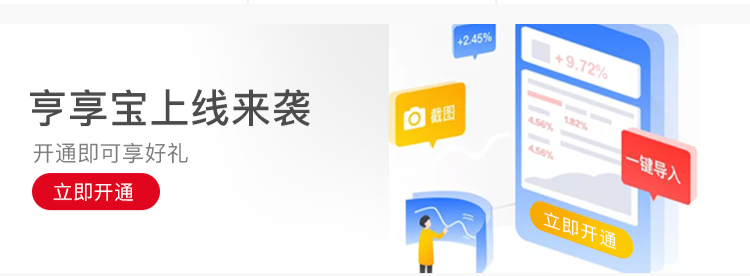 亨享宝上线来袭
开通即可享好礼
立即开通
+2.45%
截图
+9.72%
4.56%
1.82%
4.56%
一键导入
立即开通